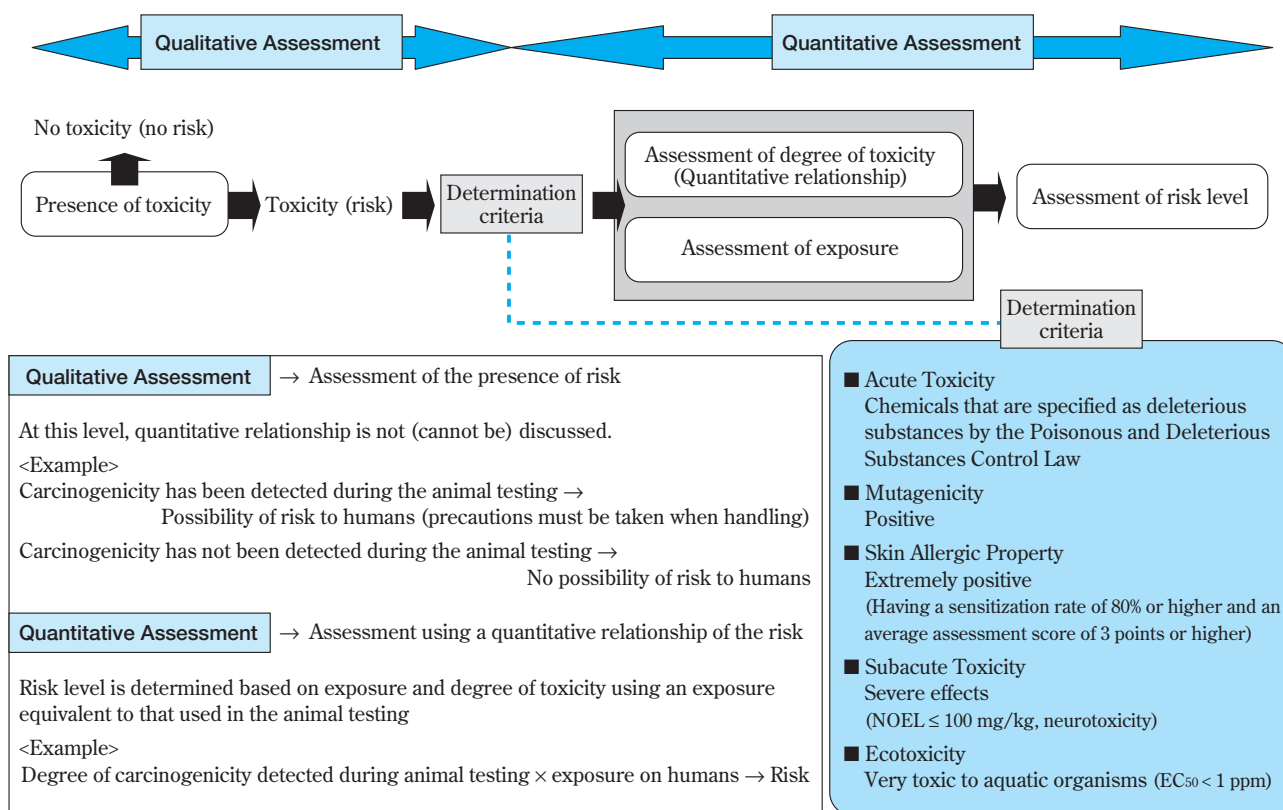 Qualitative Assessment
Quantitative Assessment
No toxicity (no risk)
Presence of toxicity
Toxicity (risk)
Determination
criteria
Assessment of degree of toxicity
(Quantitative relationship)
Assessment of exposure
Assessment of risk level
Determination
criteria
Qualitative Assessment → Assessment of the presence of risk
At this level, quantitative relationship is not (cannot be) discussed.
<Example>
Carcinogenicity has been detected during the animal testing →
Possibility of risk to humans (precautions must be taken when handling)
Carcinogenicity has not been detected during the animal testing →
No possibility of risk to humans
Quantitative Assessment → Assessment using a quantitative relationship of the risk
Risk level is determined based on exposure and degree of toxicity using an exposure
equivalent to that used in the animal testing
<Example>
Degree of carcinogenicity detected during animal testing × exposure on humans → Risk
■ Acute Toxicity
Chemicals that are specified as deleterious
substances by the Poisonous and Deleterious
Substances Control Law
■ Mutagenicity
Positive
■ Skin Allergic Property
Extremely positive
(Having a sensitization rate of 80% or higher and an
average assessment score of 3 points or higher)
■ Subacute Toxicity
Severe effects
(NOEL ≤ 100 mg/kg, neurotoxicity)
■ Ecotoxicity
Very toxic to aquatic organisms (EC50 < 1 ppm)